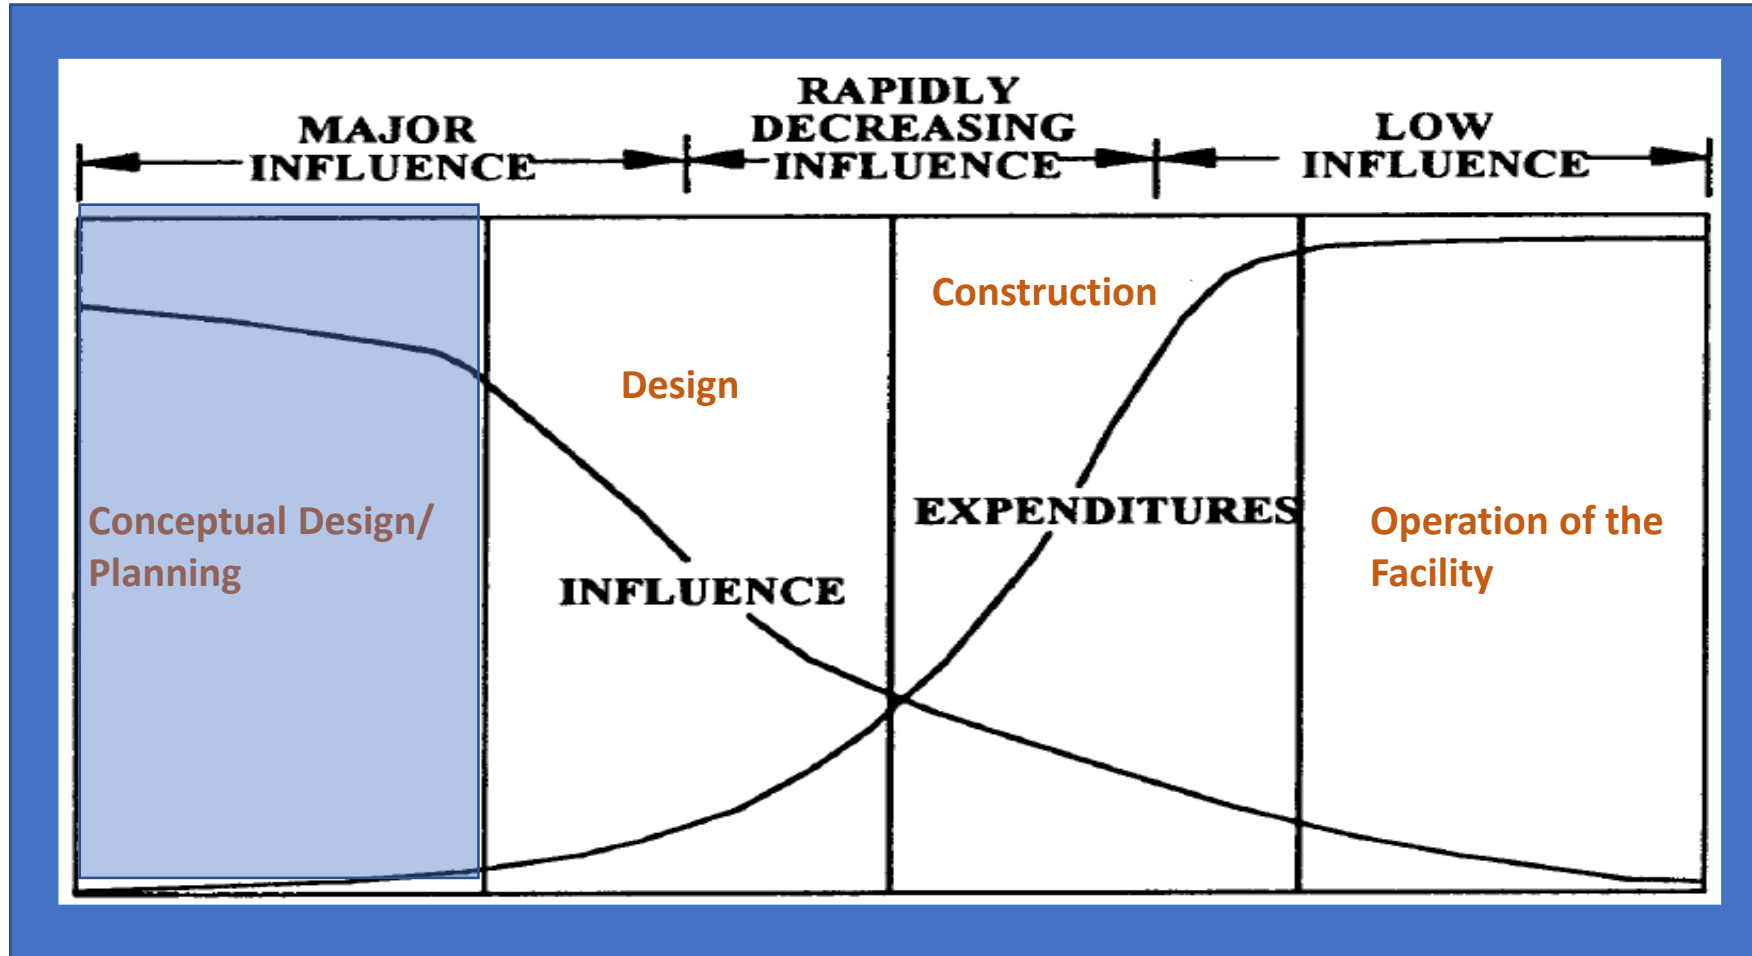 MAJOR
INFLUENCE
RAPIDLY
DECREASING
INFLUENCE
LOW
INFLUENCE
Construction
Design
Conceptual Design/
Planning
EXPENDITURES
Operation of the
Facility
INFLUENCE